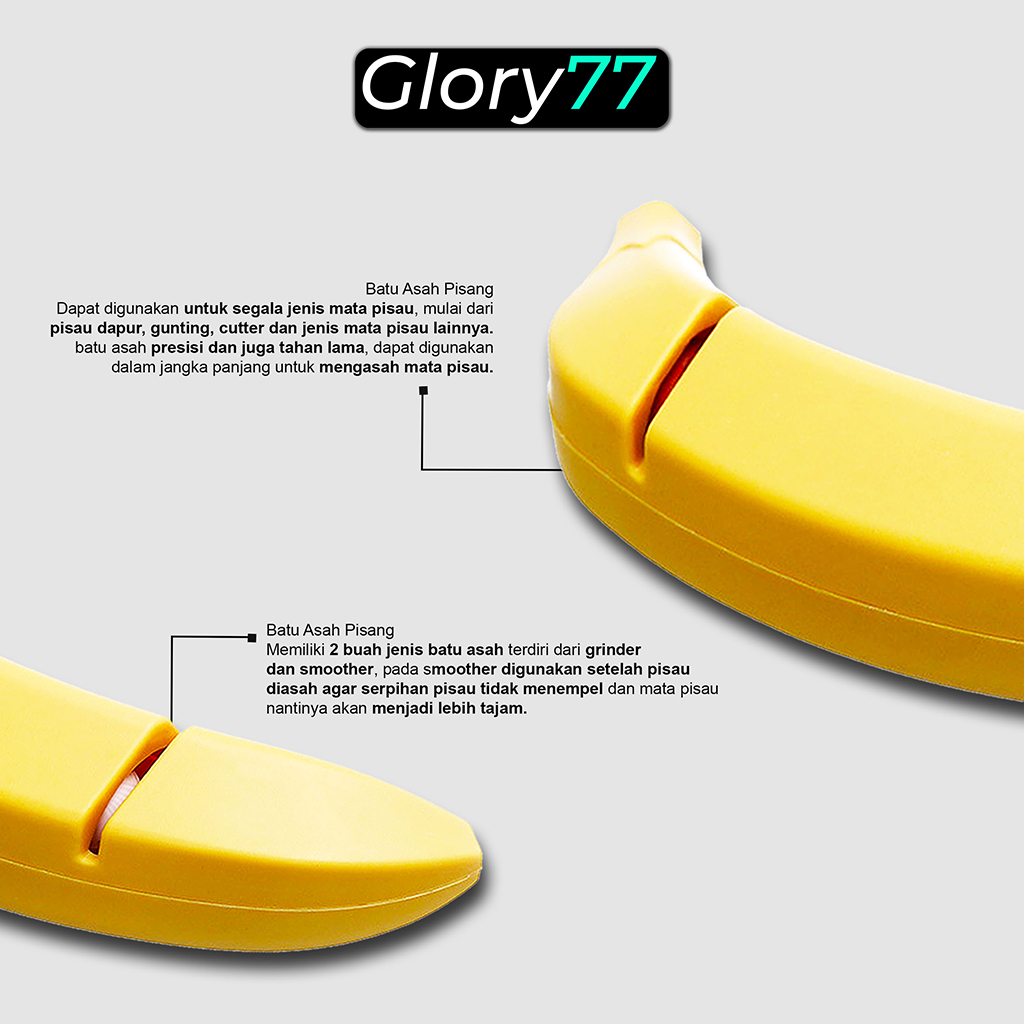 Glory77
Batu Asah Pisang
Dapat digunakan untuk segala jenis mata pisau, mulai dari
pisau dapur, gunting, cutter dan jenis mata pisau lainnya.
batu asah presisi dan juga tahan lama, dapat digunakan
dalam jangka panjang untuk mengasah mata pisau.
Batu Asah Pisang
Memiliki 2 buah jenis batu asah terdiri dari grinder
dan smoother, pada smoother digunakan setelah pisau
diasah agar serpihan pisau tidak menempel dan mata pisau
nantinya akan menjadi lebih tajam.